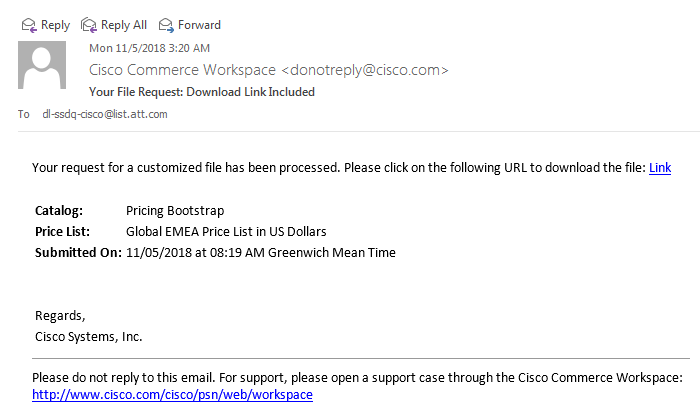 Reply Reply All Forward
Mon 11/5/2018 3:20 AM
Cisco Commerce Workspace <donotreply@cisco.com>
Your File Request: Download Link Included
To dl-ssdq-cisco@list.att.com
Your request for a customized file has been processed. Please click on the following URL to download the file: Link
Catalog: Pricing Bootstrap
Price List: Global EMEA Price List in US Dollars
Submitted On: 11/05/2018 at 08:19 AM Greenwich Mean Time
Regards,
Cisco Systems, Inc.
Please do not reply to this email. For support, please open a support case through the Cisco Commerce Workspace:
http://www.cisco.com/cisco/psn/web/workspace